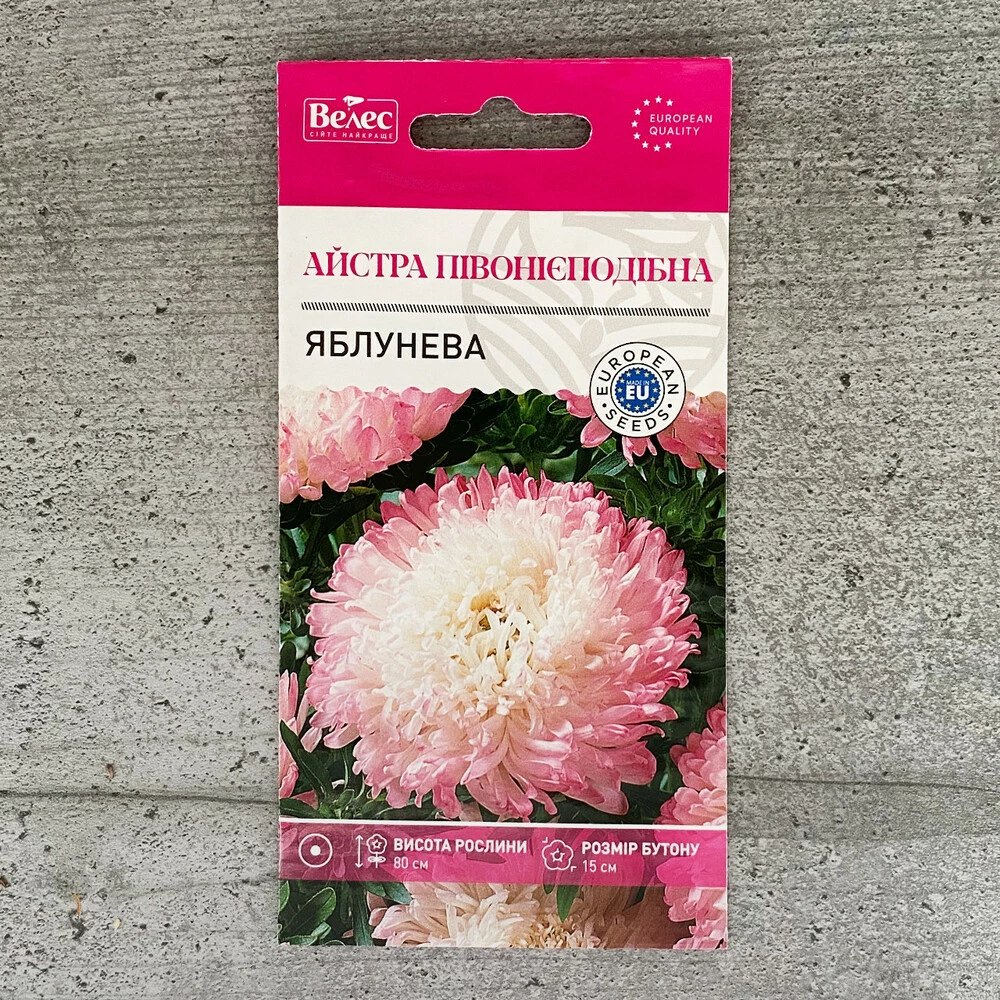 Велес
СІЙТЕ НАЙКРАЩЕ
EUROPEAN
QUALITY
АЙСТРА ПІВОНІЄПОДІБНА
ЯБЛУНЕВА
EUROPEAN
MADE IN
EU
SEEDS
ВИСОТА РОСЛИНИ
80 см
РОЗМІР БУТОНУ
15 см